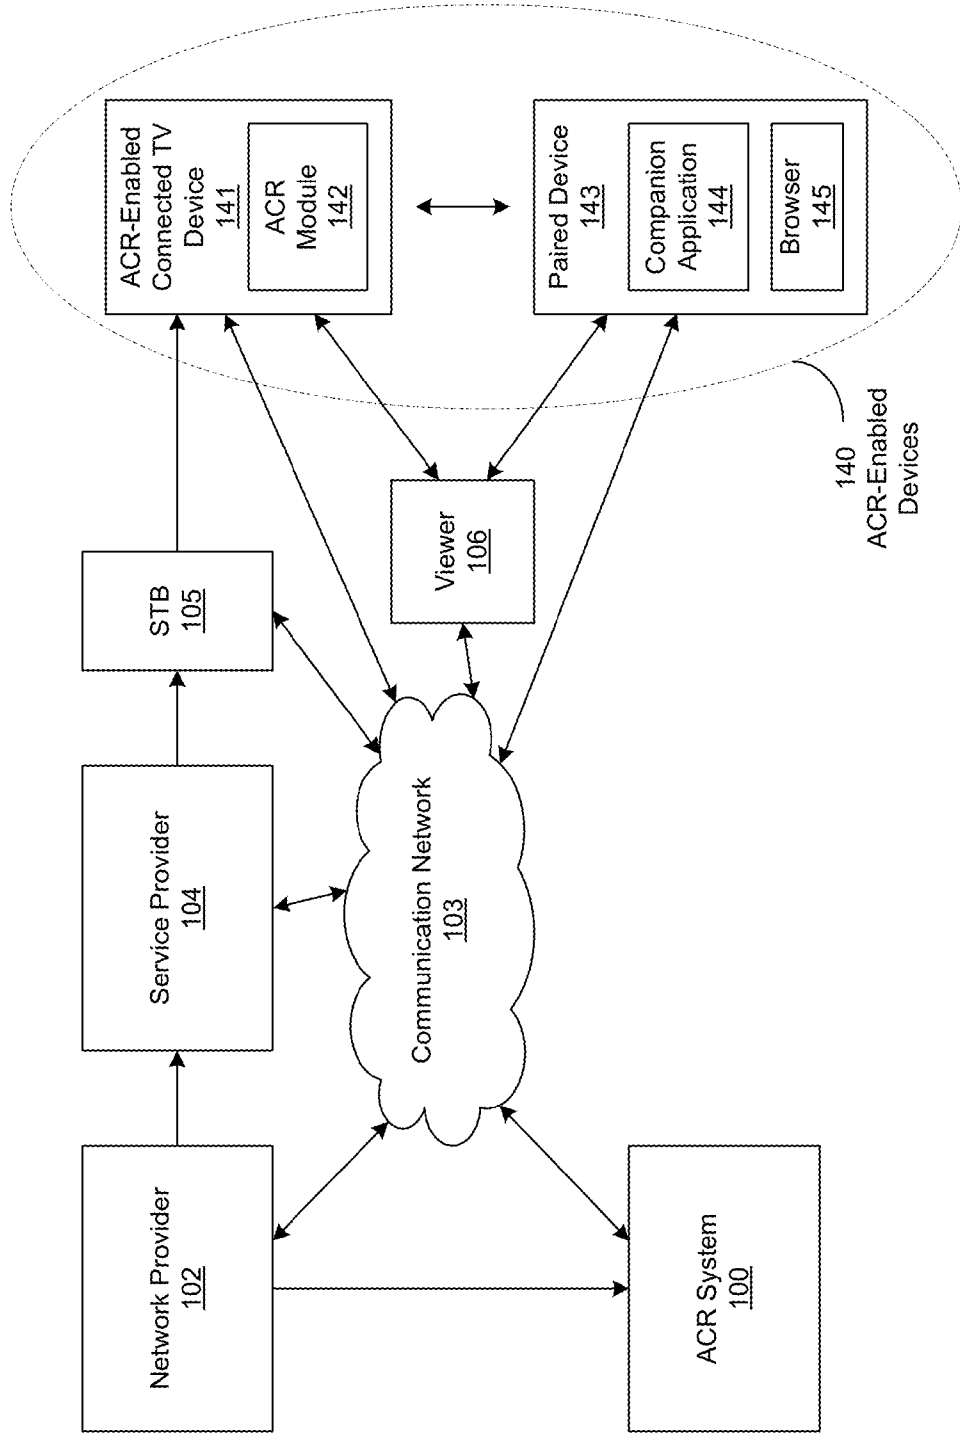 Network Provider
102
Service Provider
104
STB
105
ACR-Enabled
Connected TV
Device
141
ACR
Module
142
Communication Network
103
Viewer
106
ACR System
100
Paired Device
143
Companion
Application
144
Browser
145
140
ACR-Enabled
Devices